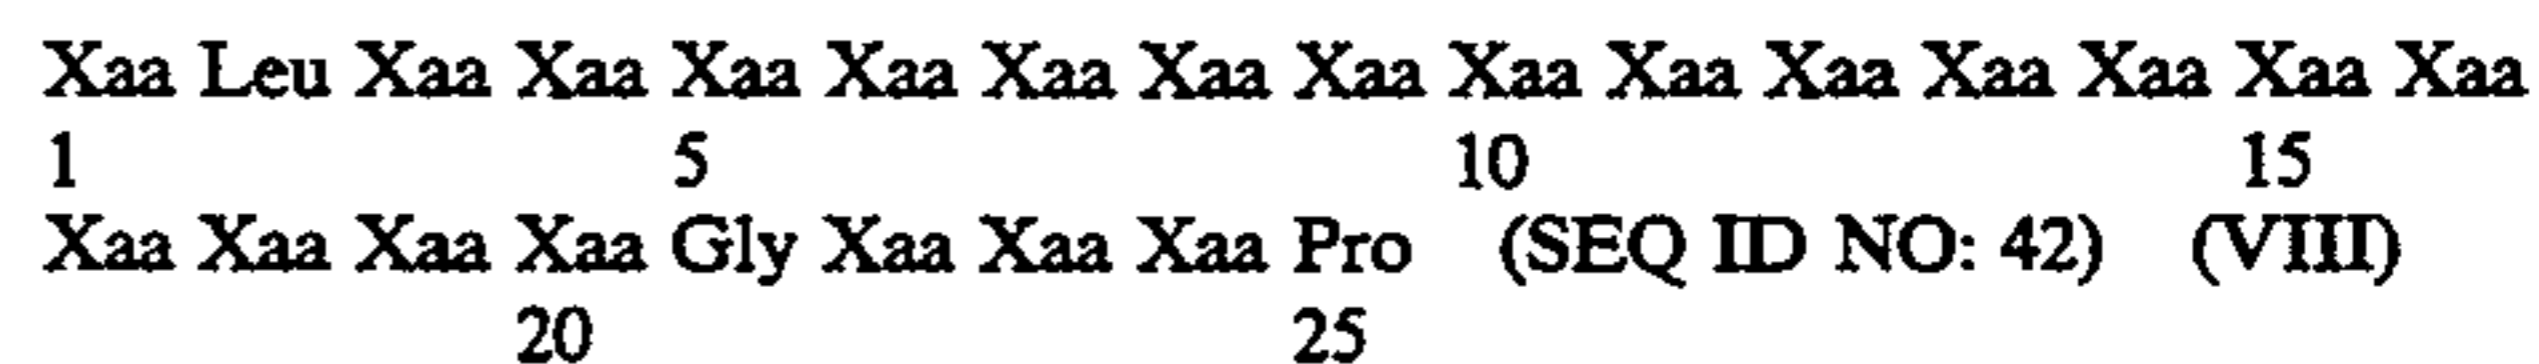 Xaa Leu Xaa Xaa Xaa Xaa Xaa Xaa Xaa Xaa Xaa Xaa Xaa Xaa Xaa Xaa
1 5 10 15
Xaa Xaa Xaa Xaa Gly Xaa Xaa Xaa Pro (SEQ ID NO: 42) (VIII)
20 25